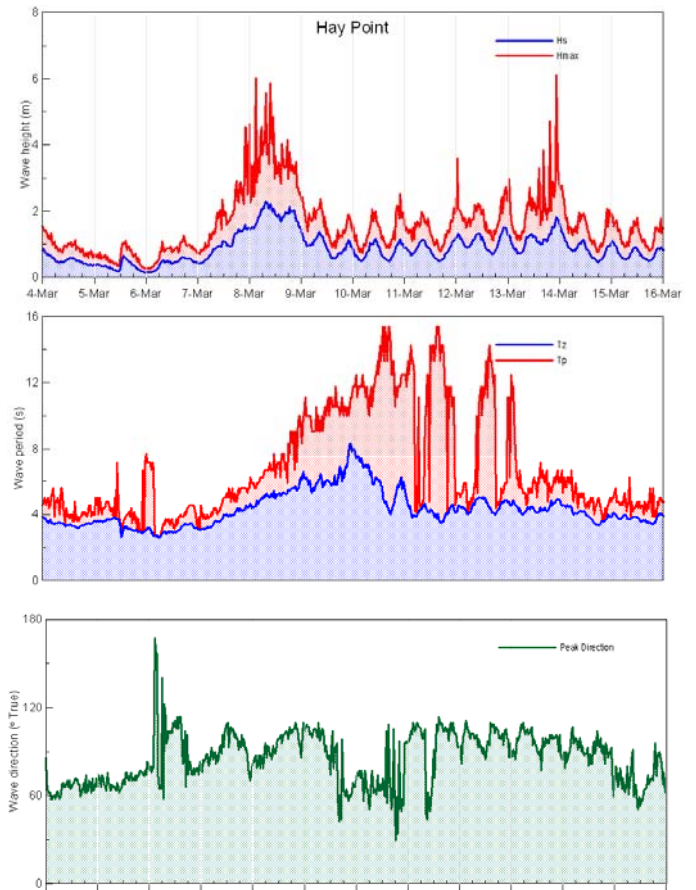 Hay Point
Hs
Hmax
Wave height (m)
8
6
4
2
0
4-Mar 5-Mar 6-Mar 7-Mar 8-Mar 9-Mar 10-Mar 11-Mar 12-Mar 13-Mar 14-Mar 15-Mar 16-Mar
Tz
Tp
Wave period (s)
16
12
8
4
0
Peak Direction
Wave direction (º True)
180
120
60
0